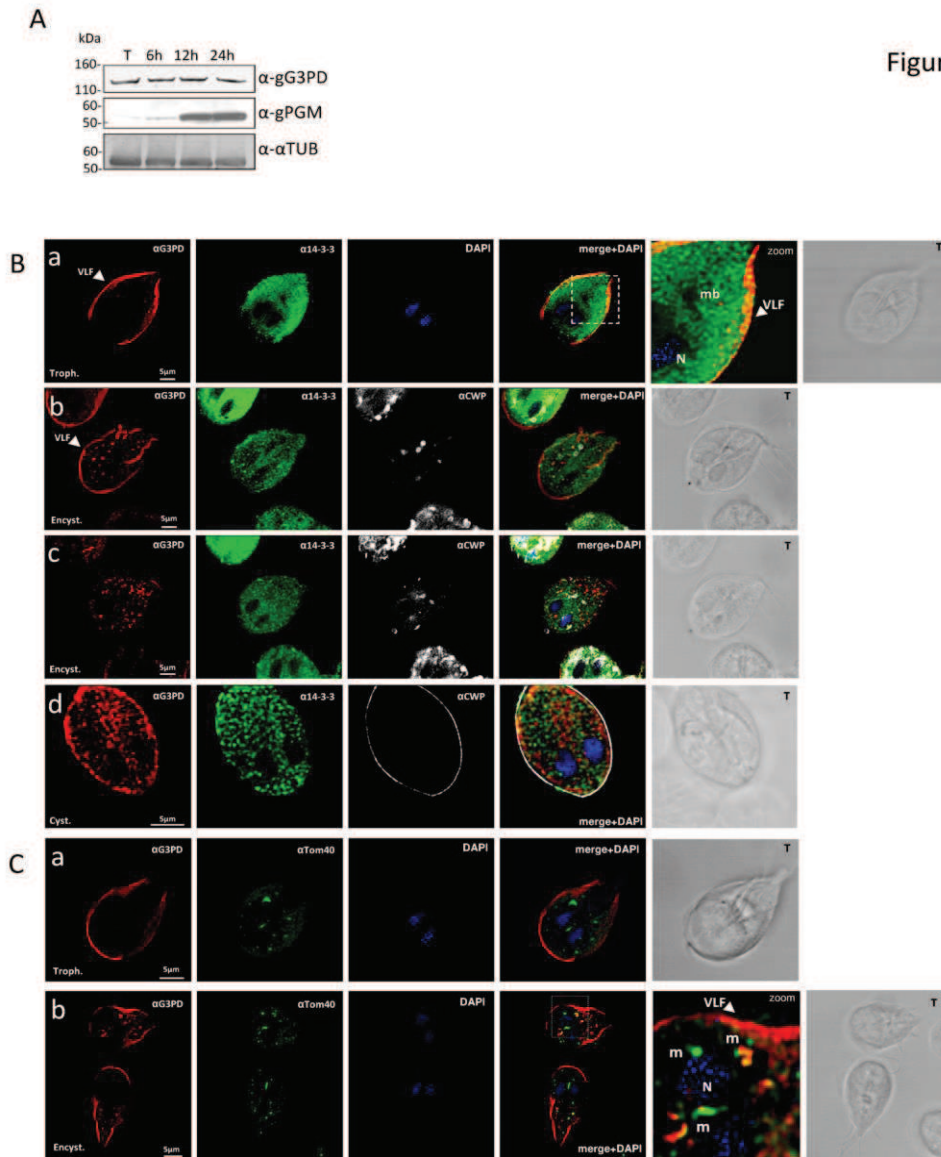 A
Figur
kDa
T 6h 12h 24h
160-
110-
α-gG3PD
60-
50-
α-gPGM
60-
50-
α-αTUB
B
a
αG3PD
VLF
Troph.
5µm
α14-3-3
DAPI
merge+DAPI
zoom
mb
VLF
N
T
b
αG3PD
VLF
Encyst.
5µm
α14-3-3
αCWP
merge+DAPI
T
c
αG3PD
Encyst.
5µm
α14-3-3
αCWP
merge+DAPI
T
d
αG3PD
Cyst.
5µm
α14-3-3
αCWP
merge+DAPI
T
C
a
αG3PD
Troph.
5µm
αTom40
DAPI
merge+DAPI
T
b
αG3PD
Encyst.
5µm
αTom40
DAPI
merge+DAPI
zoom
VLF
m
m
N
m
T